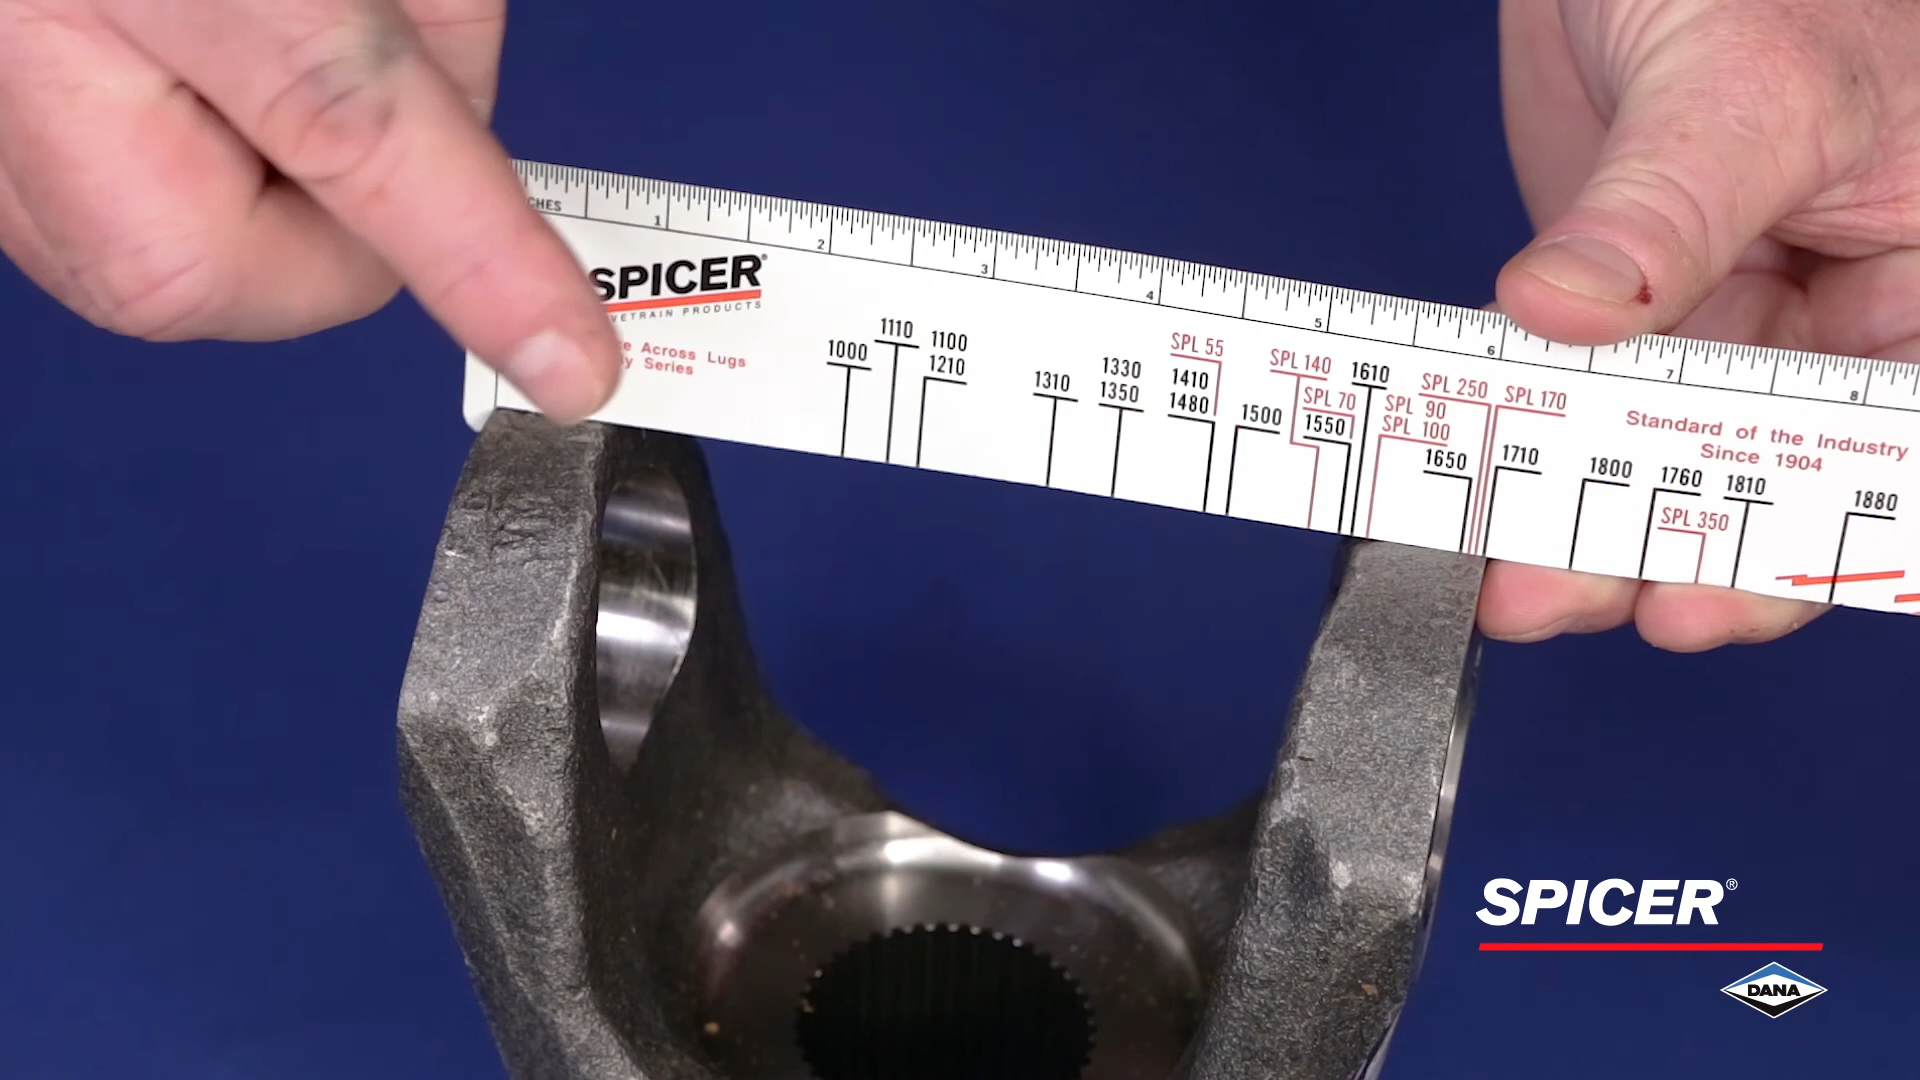 1 2 3 4 5 6 7 8
SPICER®
PRODUCTS
Across Lugs
Series
1000
1110
1100
1210
1310
1330
1350
SPL 55
1410
1480
1500
SPL 140
SPL 70
1550
1610
SPL 90
SPL 100
SPL 250
1650
SPL 170
1710
1800
1760
SPL 350
1810
1880
Standard of the Industry
Since 1904
SPICER®
DANA